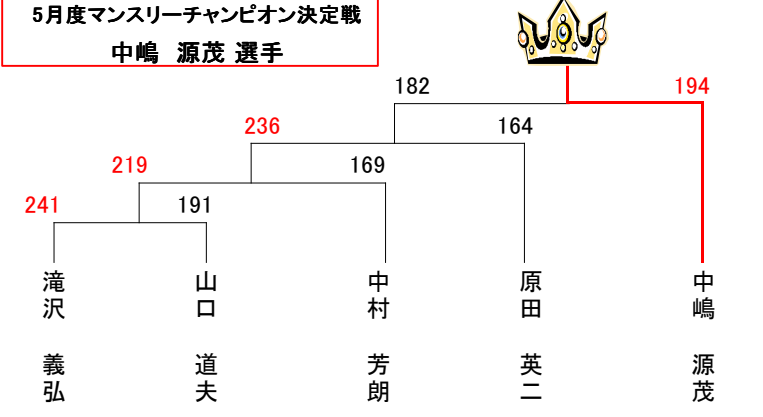 5月度マンスリーチャンピオン決定戦
中嶋 源茂 選手
182
194
236
164
219
169
241
191
滝沢 義弘
山口 道夫
中村 芳朗
原田 英二
中嶋 源茂